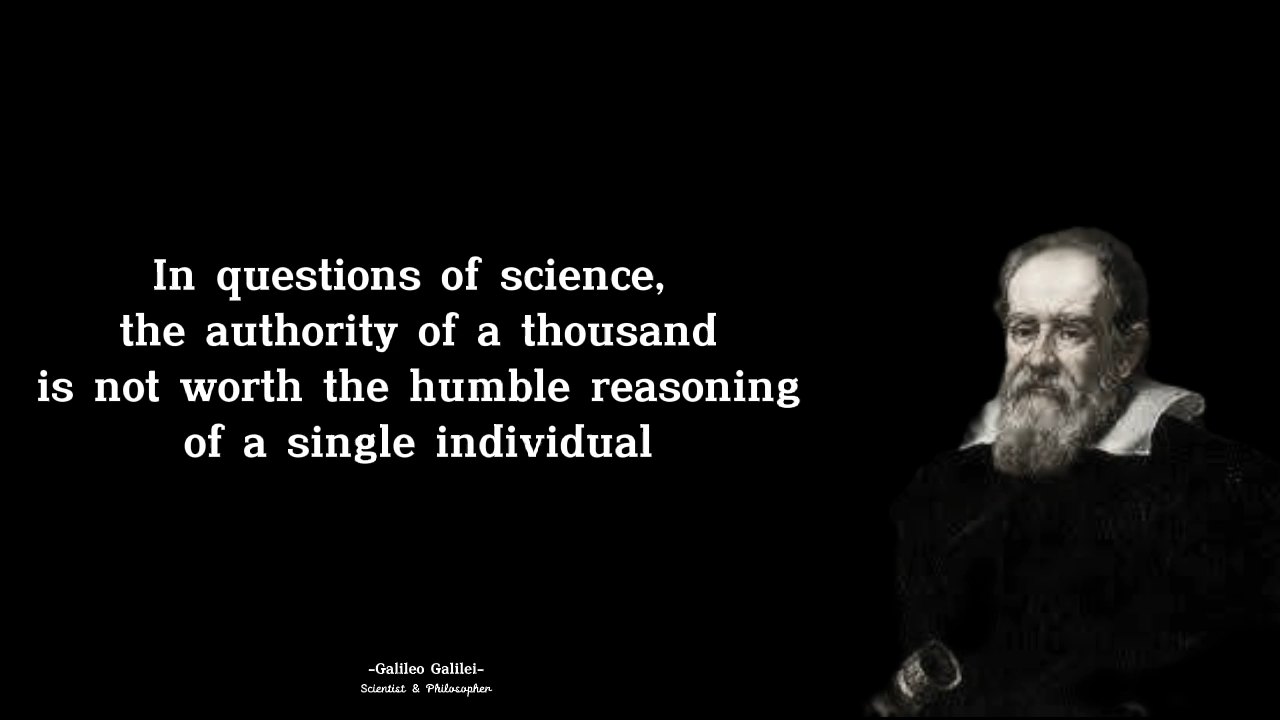 In questions of science,
the authority of a thousand
is not worth the humble reasoning
of a single individual
-Galileo Galilei-
Scientist & Philosopher